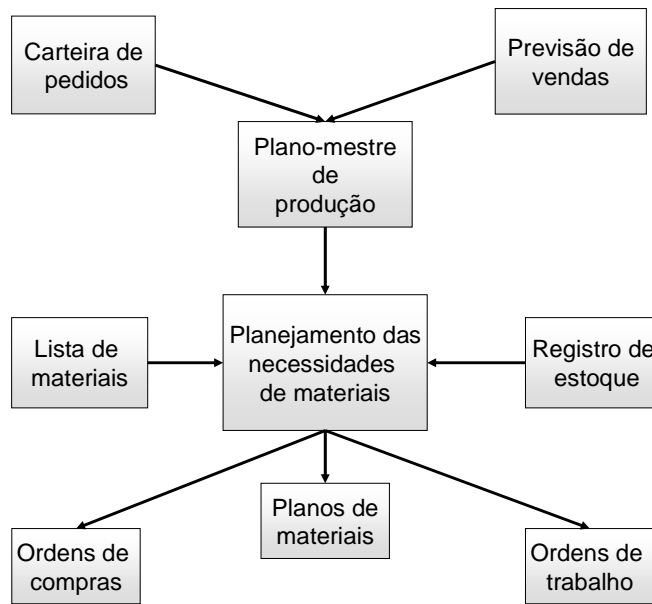 Carteira de
pedidos
Previsão de
vendas
Plano-mestre
de
produção
Lista de
materiais
Planejamento das
necessidades
de materiais
Registro de
estoque
Ordens de
compras
Planos de
materiais
Ordens de
trabalho